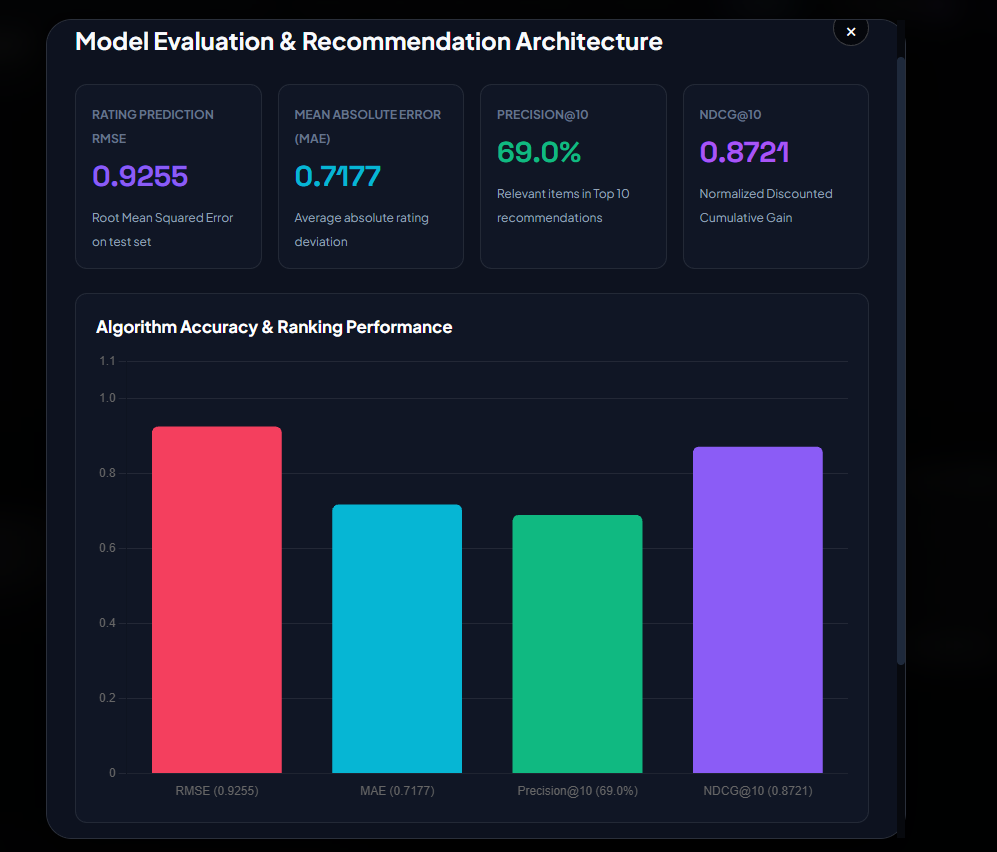 Model Evaluation & Recommendation Architecture
×
RATING PREDICTION
RMSE
0.9255
Root Mean Squared Error
on test set
MEAN ABSOLUTE ERROR
(MAE)
0.7177
Average absolute rating
deviation
PRECISION@10
69.0%
Relevant items in Top 10
recommendations
NDCG@10
0.8721
Normalized Discounted
Cumulative Gain
Algorithm Accuracy & Ranking Performance
1.1
1.0
0.8
0.6
0.4
0.2
0
RMSE (0.9255)
MAE (0.7177)
Precision@10 (69.0%)
NDCG@10 (0.8721)